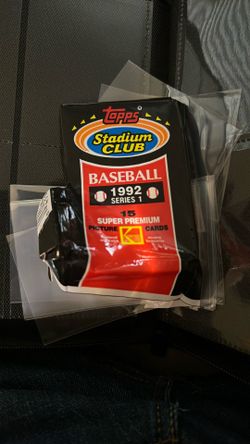 TOPPS
Stadium
CLUB
BASEBALL
1992
SERIES 1
15
SUPER PREMIUM
PICTURE CARDS